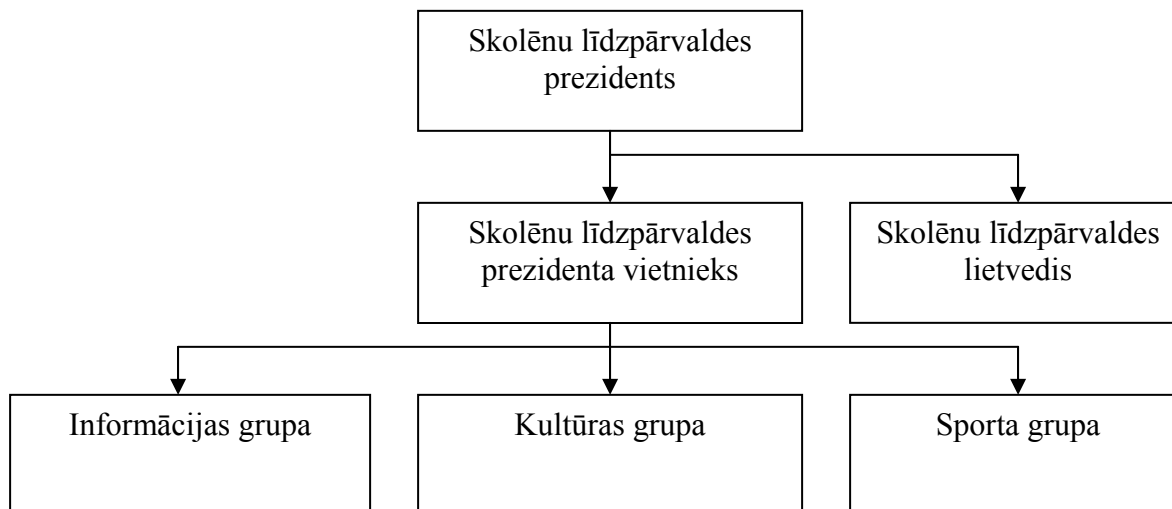 Skolēnu līdzpārvaldes
prezidents
Skolēnu līdzpārvaldes
prezidenta vietnieks
Skolēnu līdzpārvaldes
lietvedis
Informācijas grupa
Kultūras grupa
Sporta grupa